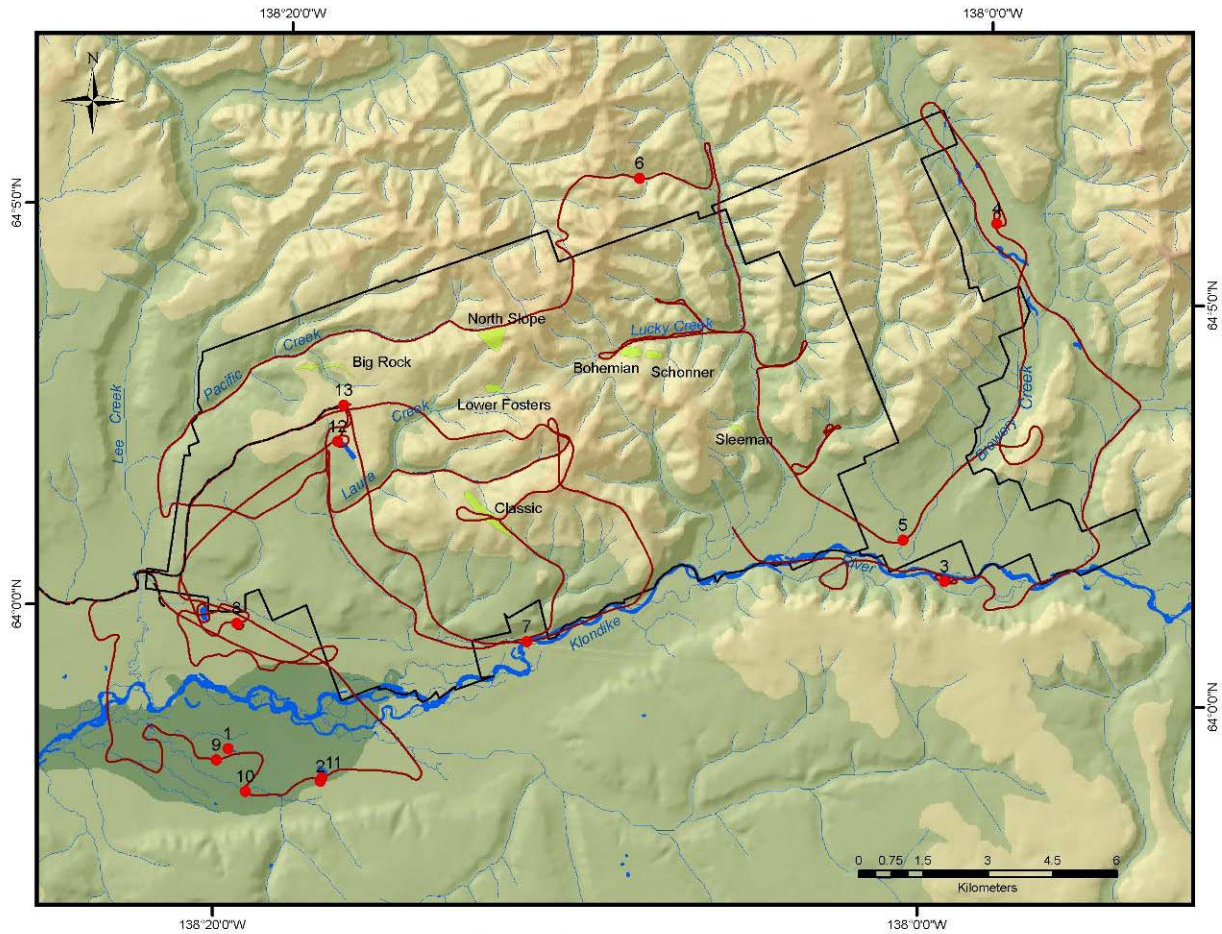 138°20'0"W
138°0'0"W
N
6
64°5'0"N
4
64°5'0"N
North Slope
Creek
Lucky Creek
Big Rock
Bohemian
Schonner
Pacific
Lower Fosters
13
Creek
Creek
Lee Creek
12
Sleeman
Brewery
Laura
Classic
5
River
3
64°0'0"N
8
7
Klondike
64°0'0"N
1
9
2
11
10
0
0.75
1.5
3
4.5
6
Kilometers
138°20'0"W
138°0'0"W